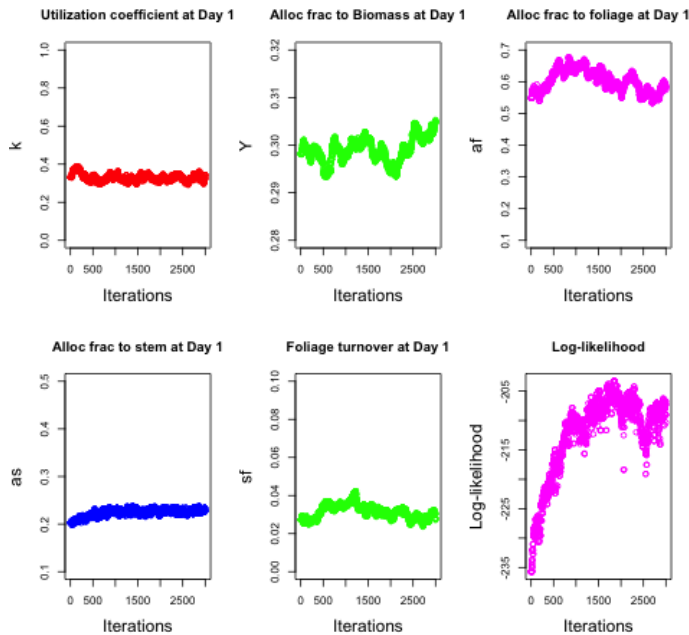 Utilization coefficient at Day 1
Alloc frac to Biomass at Day 1
Alloc frac to foliage at Day 1
k
0.0 0.2 0.4 0.6 0.8 1.0
0 500 2500
Iterations
Y
0.28 0.29 0.30 0.31 0.32
0 500 2500
Iterations
af
0.1 0.2 0.3 0.4 0.5 0.6 0.7
0 500 2500
Iterations
Alloc frac to stem at Day 1
Foliage turnover at Day 1
Log-likelihood
as
0.1 0.2 0.3 0.4 0.5
0 500 2500
Iterations
sf
0.00 0.02 0.04 0.06 0.08 0.10
0 500 2500
Iterations
Log-likelihood
-235 -225 -215 -205
0 500 2500
Iterations